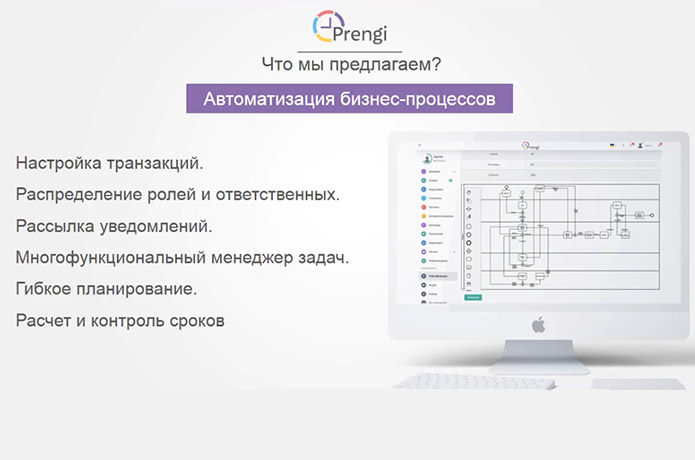 Prengi
Что мы предлагаем?
Автоматизация бизнес-процессов
Настройка транзакций.
Распределение ролей и ответственных.
Рассылка уведомлений.
Многофункциональный менеджер задач.
Гибкое планирование.
Расчет и контроль сроков
Prengi